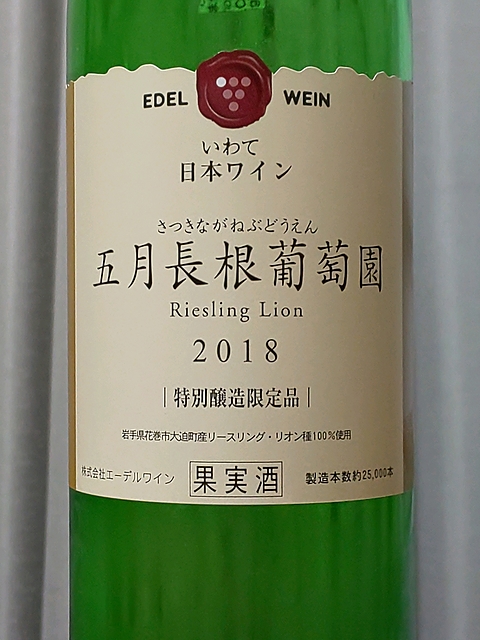 EDEL WEIN
いわて
日本ワイン
さつきながねぶどうえん
五月長根葡萄園
Riesling Lion
2018
|特別醸造限定品|
岩手県花巻市大迫町産リースリング・リオン種100%使用
株式会社エーデルワイン 果実酒 製造本数約25,000本